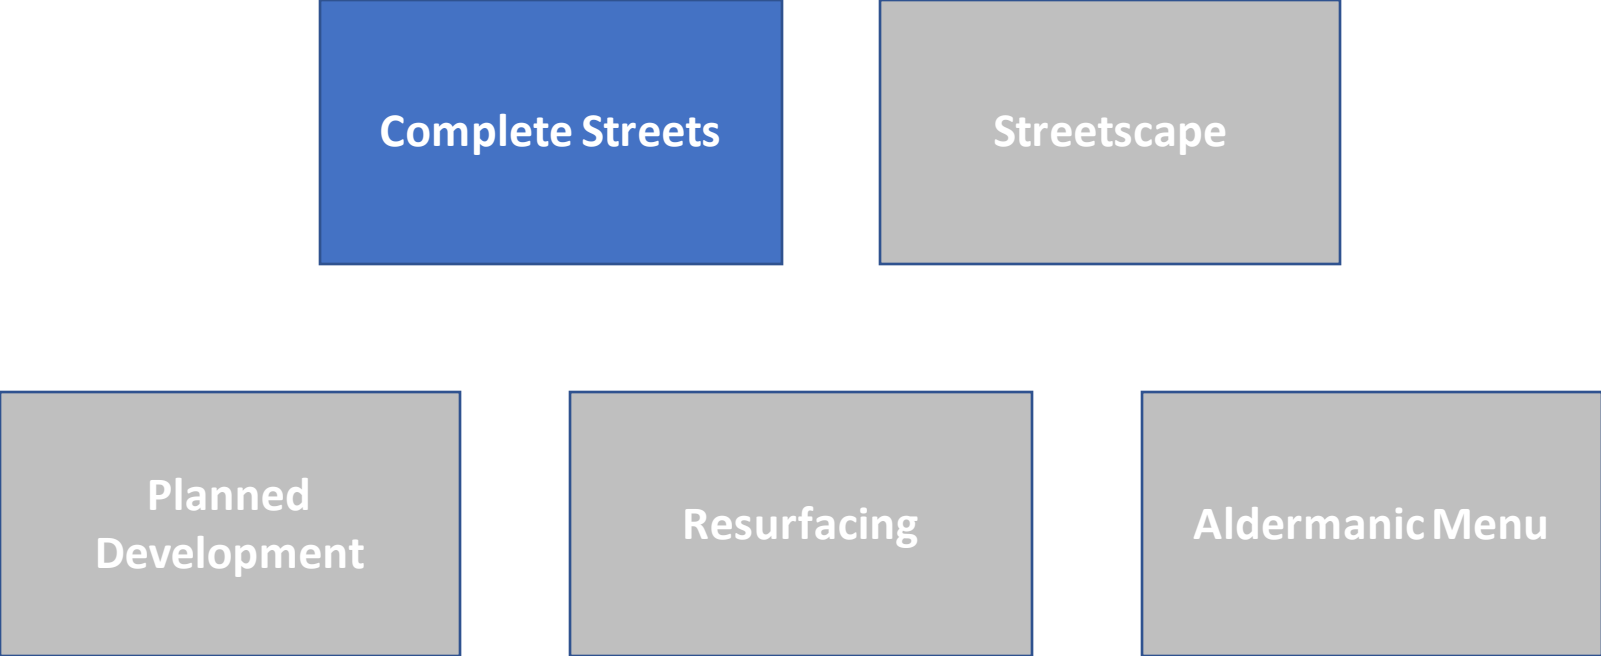 Complete Streets
Streetscape
Planned
Development
Resurfacing
Aldermanic Menu